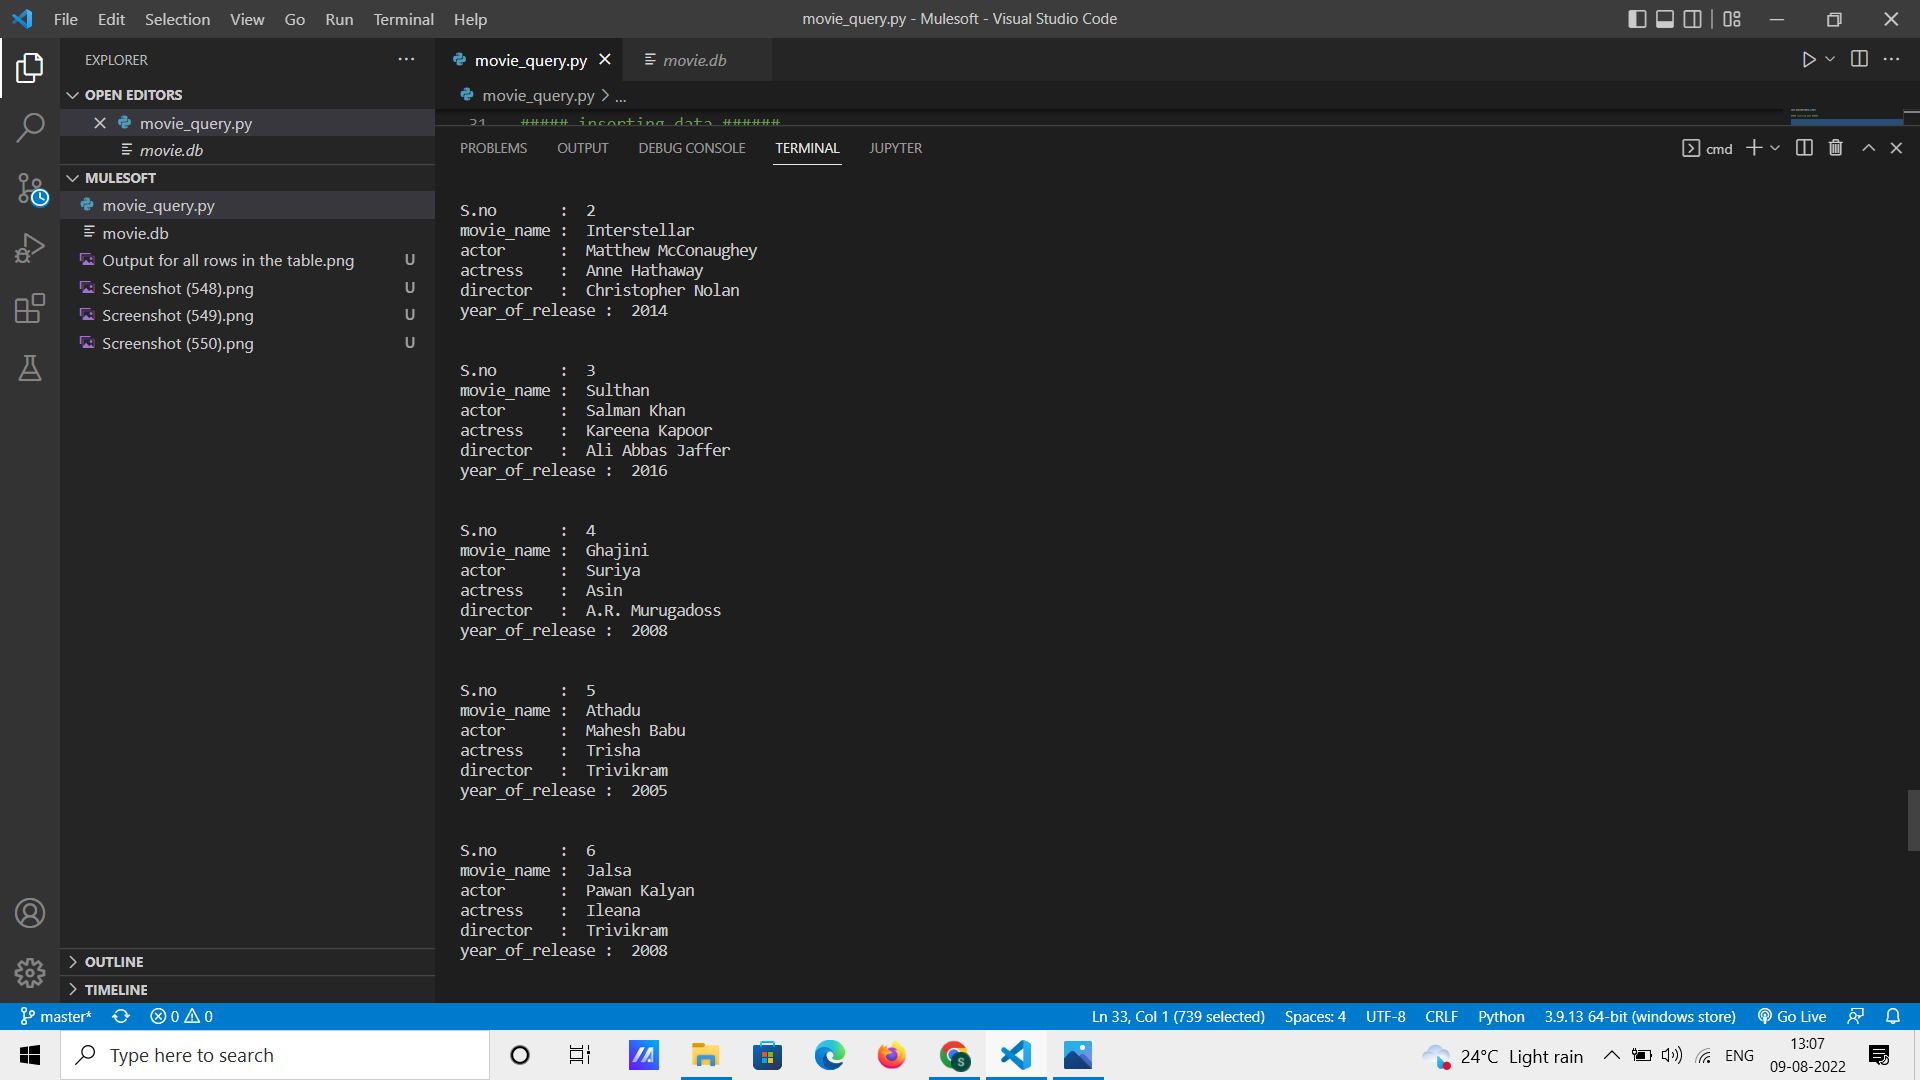 File Edit Selection View Go Run Terminal Help
movie_query.py - Mulesoft - Visual Studio Code
EXPLORER
OPEN EDITORS
movie_query.py
movie.db
MULESOFT
movie_query.py
movie.db
Output for all rows in the table.png U
Screenshot (548).png U
Screenshot (549).png U
Screenshot (550).png U
OUTLINE
TIMELINE
movie_query.py movie.db
movie_query.py > ...
31 ##### inserting data ######
PROBLEMS OUTPUT DEBUG CONSOLE TERMINAL JUPYTER
cmd
S.no : 2
movie_name : Interstellar
actor : Matthew McConaughey
actress : Anne Hathaway
director : Christopher Nolan
year_of_release : 2014
S.no : 3
movie_name : Sulthan
actor : Salman Khan
actress : Kareena Kapoor
director : Ali Abbas Jaffer
year_of_release : 2016
S.no : 4
movie_name : Ghajini
actor : Suriya
actress : Asin
director : A.R. Murugadoss
year_of_release : 2008
S.no : 5
movie_name : Athadu
actor : Mahesh Babu
actress : Trisha
director : Trivikram
year_of_release : 2005
S.no : 6
movie_name : Jalsa
actor : Pawan Kalyan
actress : Ileana
director : Trivikram
year_of_release : 2008
master* 0 0
Ln 33, Col 1 (739 selected) Spaces: 4 UTF-8 CRLF Python 3.9.13 64-bit (windows store) Go Live
Type here to search
S
24°C Light rain
ENG
13:07
09-08-2022